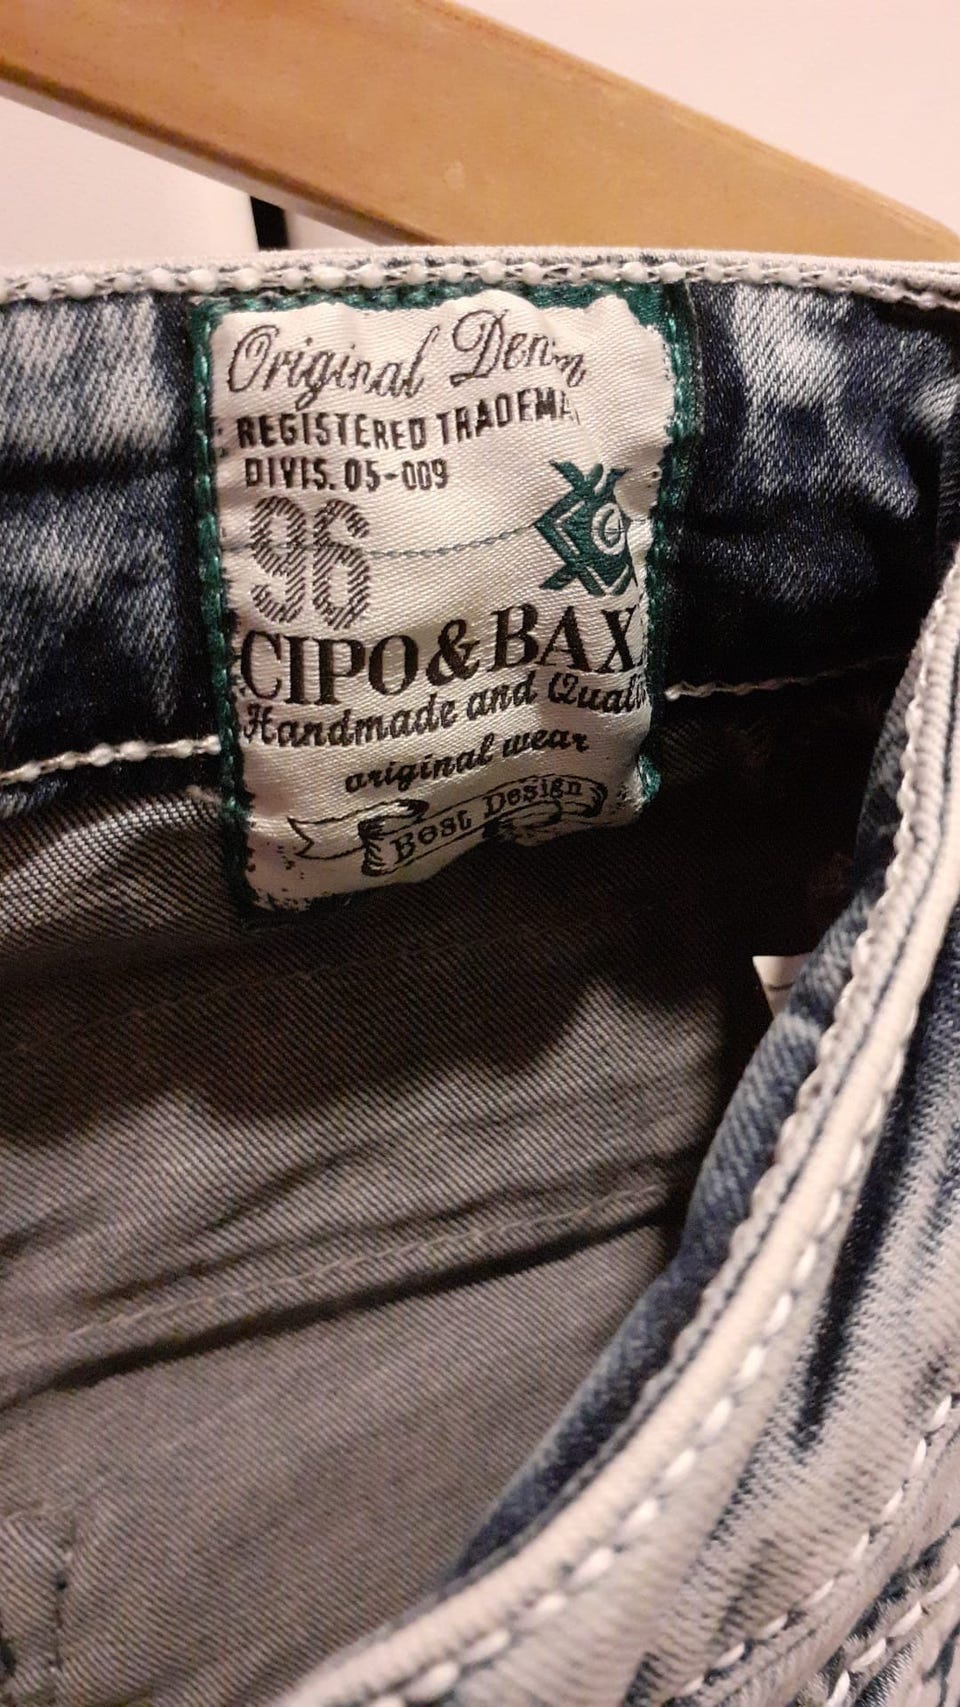 Original Denim
REGISTERED TRADEMA
DIVIS. 05-009
96
CIPO&BAXX
Handmade and Quali
original wear
Best Design